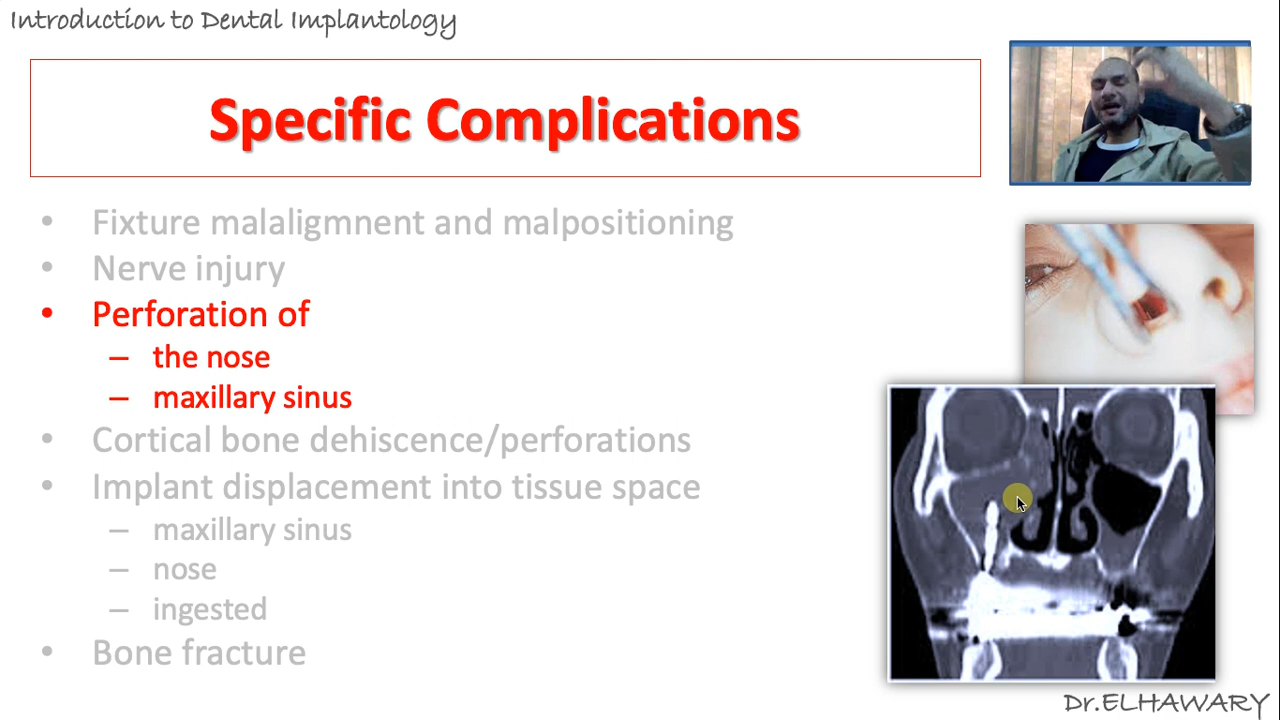 Introduction to Dental Implantology
Specific Complications
• Fixture malaligmnent and malpositioning
• Nerve injury
• Perforation of
– the nose
– maxillary sinus
• Cortical bone dehiscence/perforations
• Implant displacement into tissue space
– maxillary sinus
– nose
– ingested
• Bone fracture
Dr.ELHAWARY